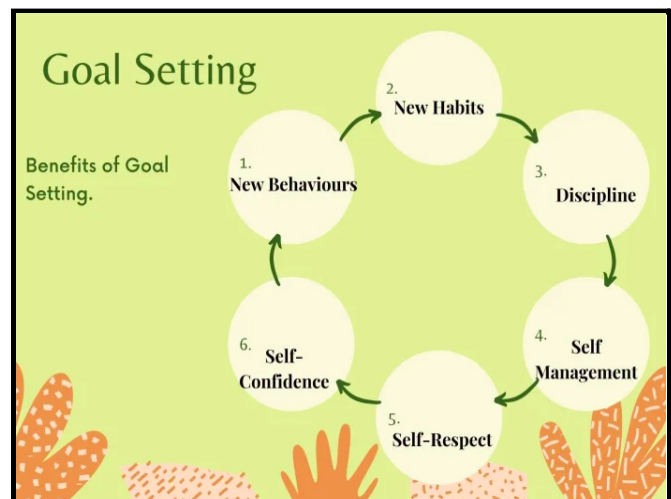 Goal Setting
Benefits of Goal
Setting.
1.
New Behaviours
2.
New Habits
3.
Discipline
4.
Self
Management
5.
Self-Respect
6.
Self-
Confidence